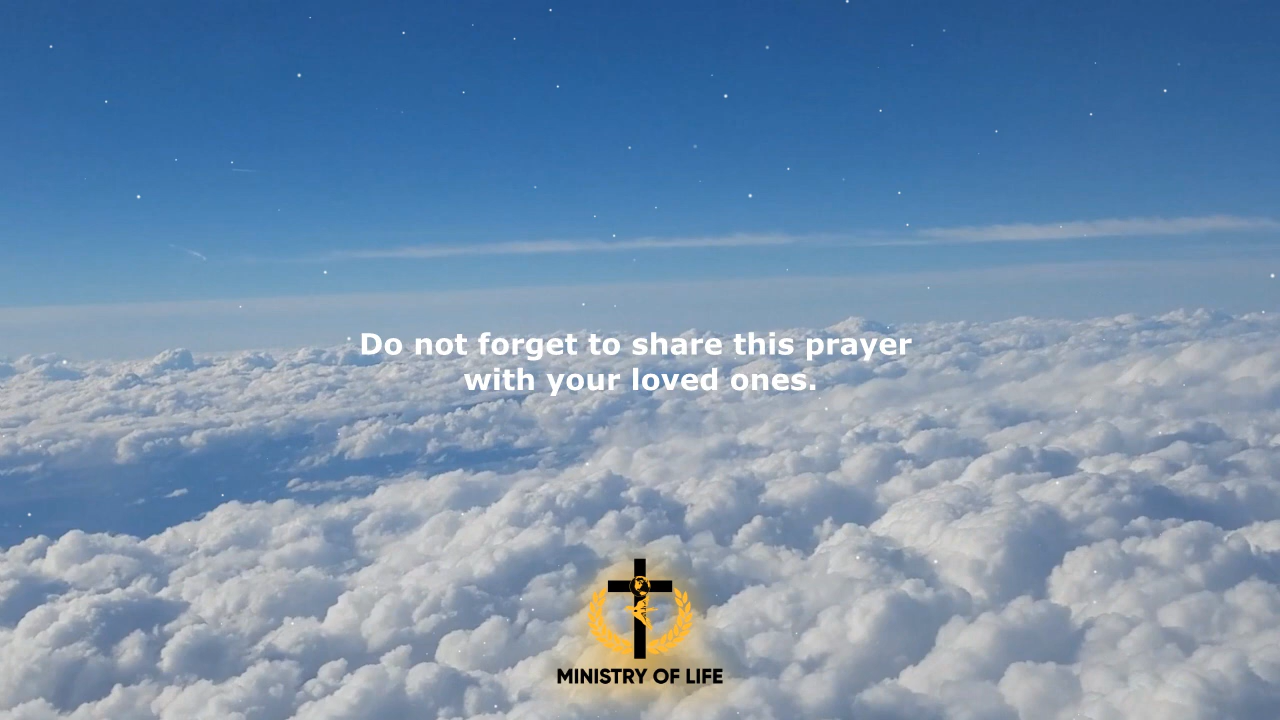 Do not forget to share this prayer
with your loved ones.
MINISTRY OF LIFE